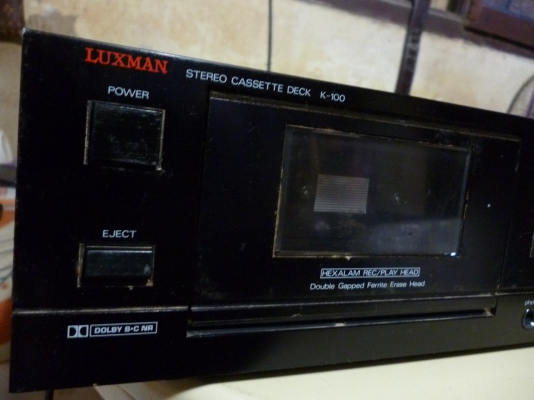 LUXMAN
STEREO CASSETTE DECK K-100
POWER
EJECT
HEXALAM REC/PLAY HEAD
Double Gapped Ferrite Erase Head
DOLBY B-C NR